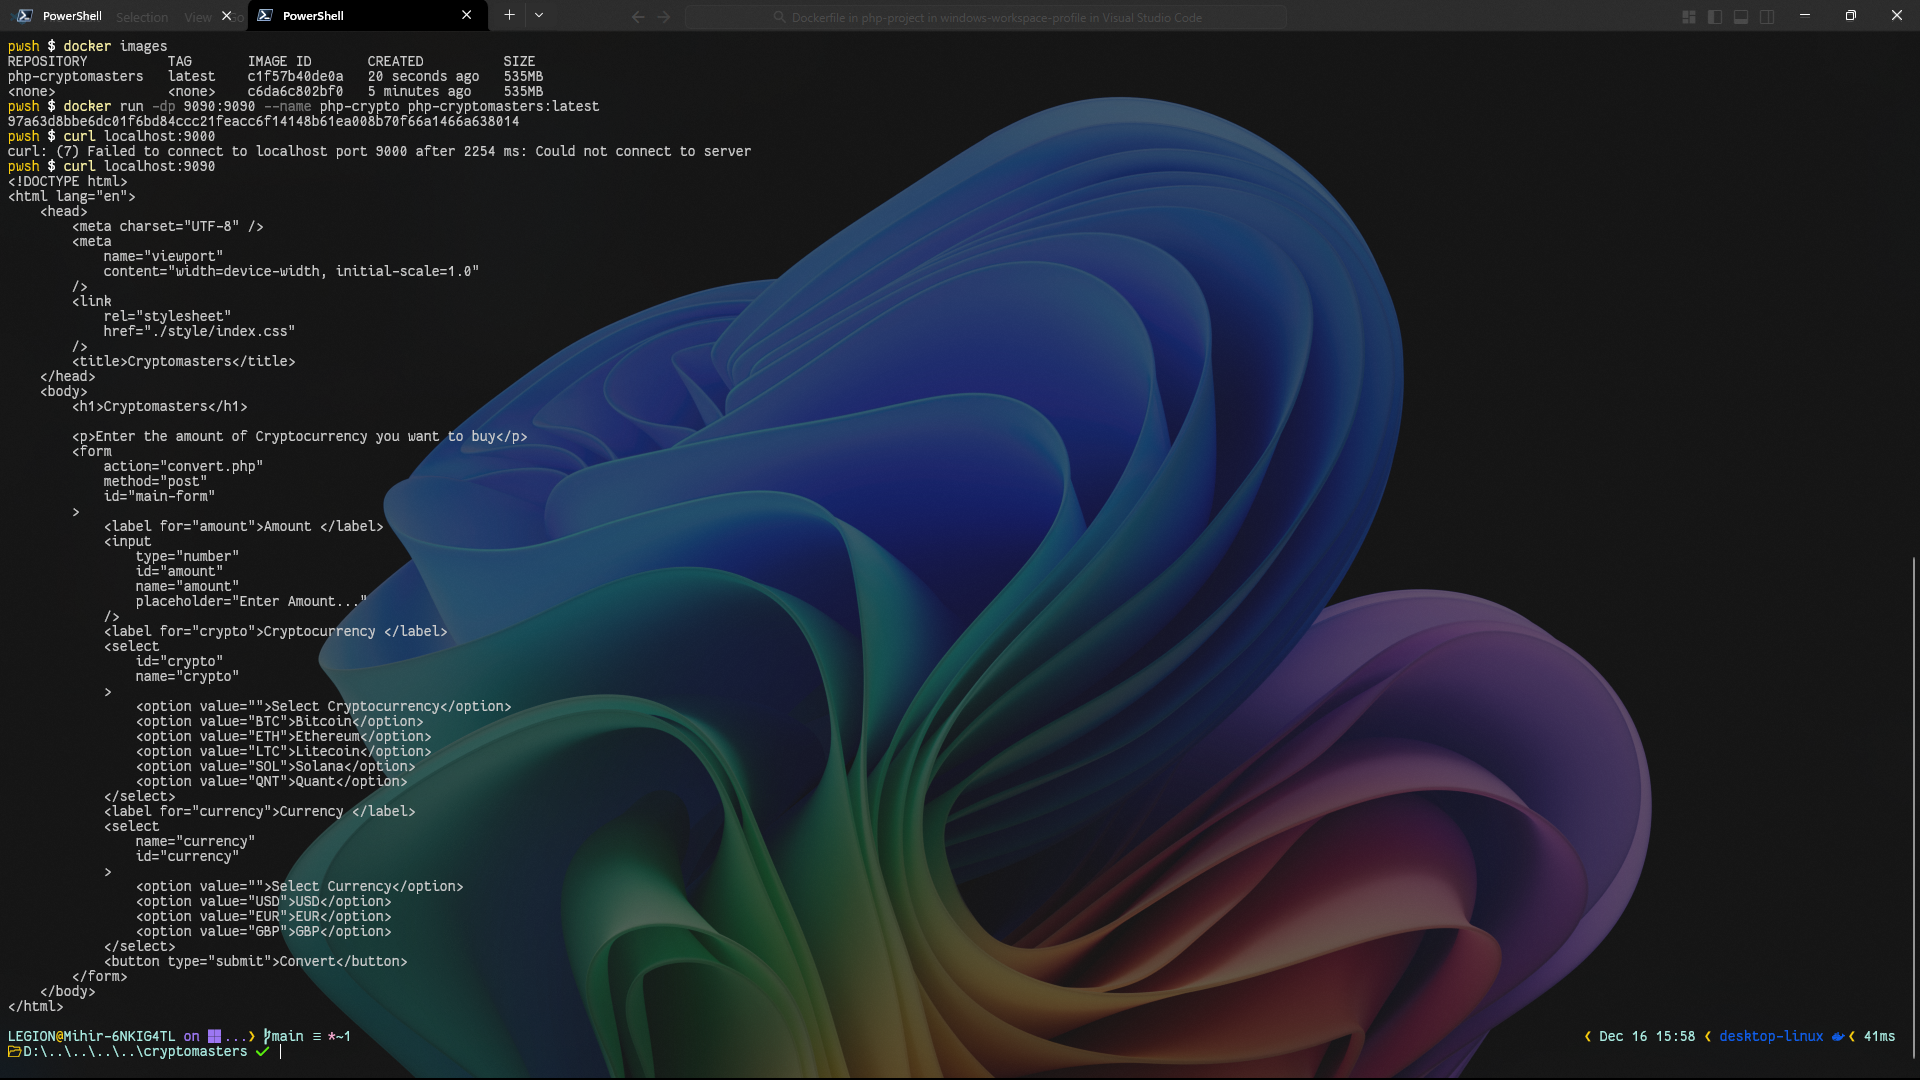 PowerShell Selection View Go PowerShell Dockerfile in php-project in windows-workspace-profile in Visual Studio Code
pwsh $ docker images
REPOSITORY TAG IMAGE ID CREATED SIZE
php-cryptomasters latest c1f57b40de0a 20 seconds ago 535MB
<none> <none> c6da6c802bf0 5 minutes ago 535MB
pwsh $ docker run -dp 9090:9090 --name php-crypto php-cryptomasters:latest
97a63d8bbe6dc01f6bd84ccc21feacc6f14148b61ea008b70f66a1466a638014
pwsh $ curl localhost:9000
curl: (7) Failed to connect to localhost port 9000 after 2254 ms: Could not connect to server
pwsh $ curl localhost:9090
<!DOCTYPE html>
<html lang="en">
    <head>
        <meta charset="UTF-8" />
        <meta
            name="viewport"
            content="width=device-width, initial-scale=1.0"
        />
        <link
            rel="stylesheet"
            href="./style/index.css"
        />
        <title>Cryptomasters</title>
    </head>
    <body>
        <h1>Cryptomasters</h1>
        <p>Enter the amount of Cryptocurrency you want to buy</p>
        <form
            action="convert.php"
            method="post"
            id="main-form"
        >
            <label for="amount">Amount </label>
            <input
                type="number"
                id="amount"
                name="amount"
                placeholder="Enter Amount..."
            />
            <label for="crypto">Cryptocurrency </label>
            <select
                id="crypto"
                name="crypto"
            >
                <option value="">Select Cryptocurrency</option>
                <option value="BTC">Bitcoin</option>
                <option value="ETH">Ethereum</option>
                <option value="LTC">Litecoin</option>
                <option value="SOL">Solana</option>
                <option value="QNT">Quant</option>
            </select>
            <label for="currency">Currency </label>
            <select
                name="currency"
                id="currency"
            >
                <option value="">Select Currency</option>
                <option value="USD">USD</option>
                <option value="EUR">EUR</option>
                <option value="GBP">GBP</option>
            </select>
            <button type="submit">Convert</button>
        </form>
    </body>
</html>
LEGION@Mihir-6NKIG4TL on ...❯ main ≡ *~1 ❮ Dec 16 15:58 ❮ desktop-linux ❮ 41ms
D:\..\..\..\..\cryptomasters ✓